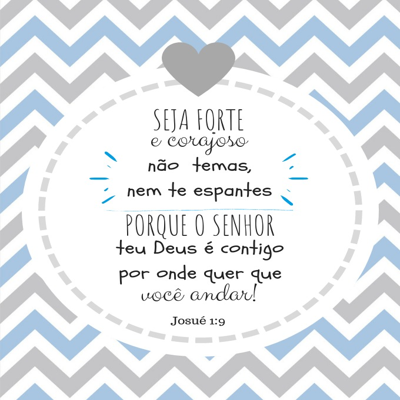 SEJA FORTE
e corajoso
não temas,
nem te espantes
PORQUE O SENHOR
teu Deus é contigo
por onde quer que
você andar!
Josué 1:9